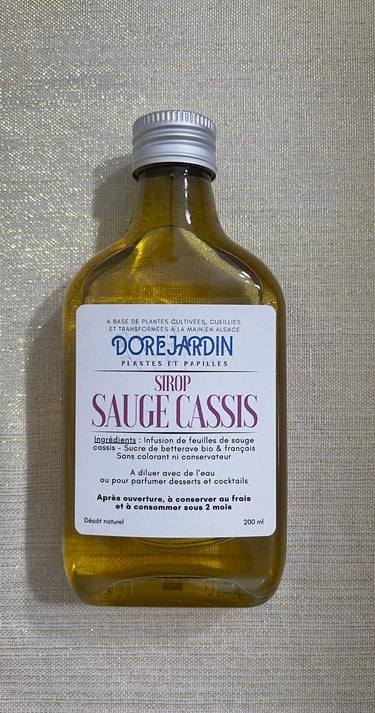 A BASE DE PLANTES CULTIVÉES, CUEILLIES
ET TRANSFORMÉES A LA MAIN EN ALSACE
DOREJARDIN
PLANTES ET PAPILLES
SIROP
SAUGE CASSIS
Ingrédients : Infusion de feuilles de sauge
cassis - Sucre de betterave bio & français
Sans colorant ni conservateur
A diluer avec de l'eau
ou pour parfumer desserts et cocktails
Après ouverture, à conserver au frais
et à consommer sous 2 mois
Dépôt naturel
200 ml